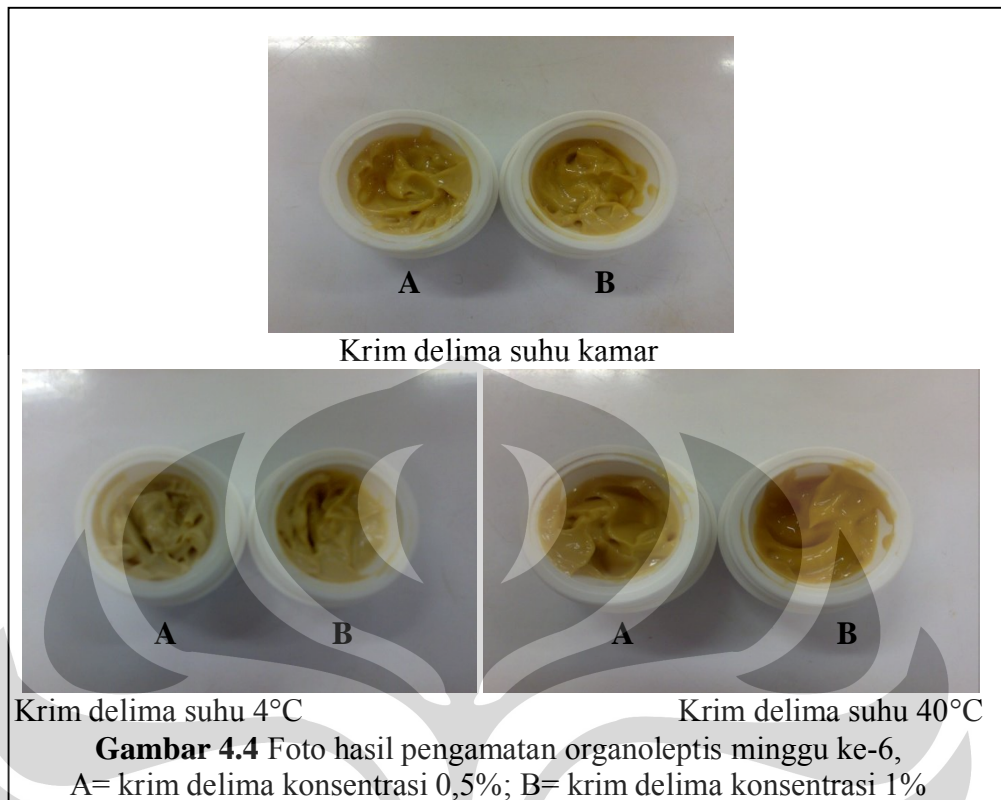 A B
Krim delima suhu kamar
A B
A B
Krim delima suhu 4°C
Krim delima suhu 40°C
Gambar 4.4 Foto hasil pengamatan organoleptis minggu ke-6,
A= krim delima konsentrasi 0,5%; B= krim delima konsentrasi 1%